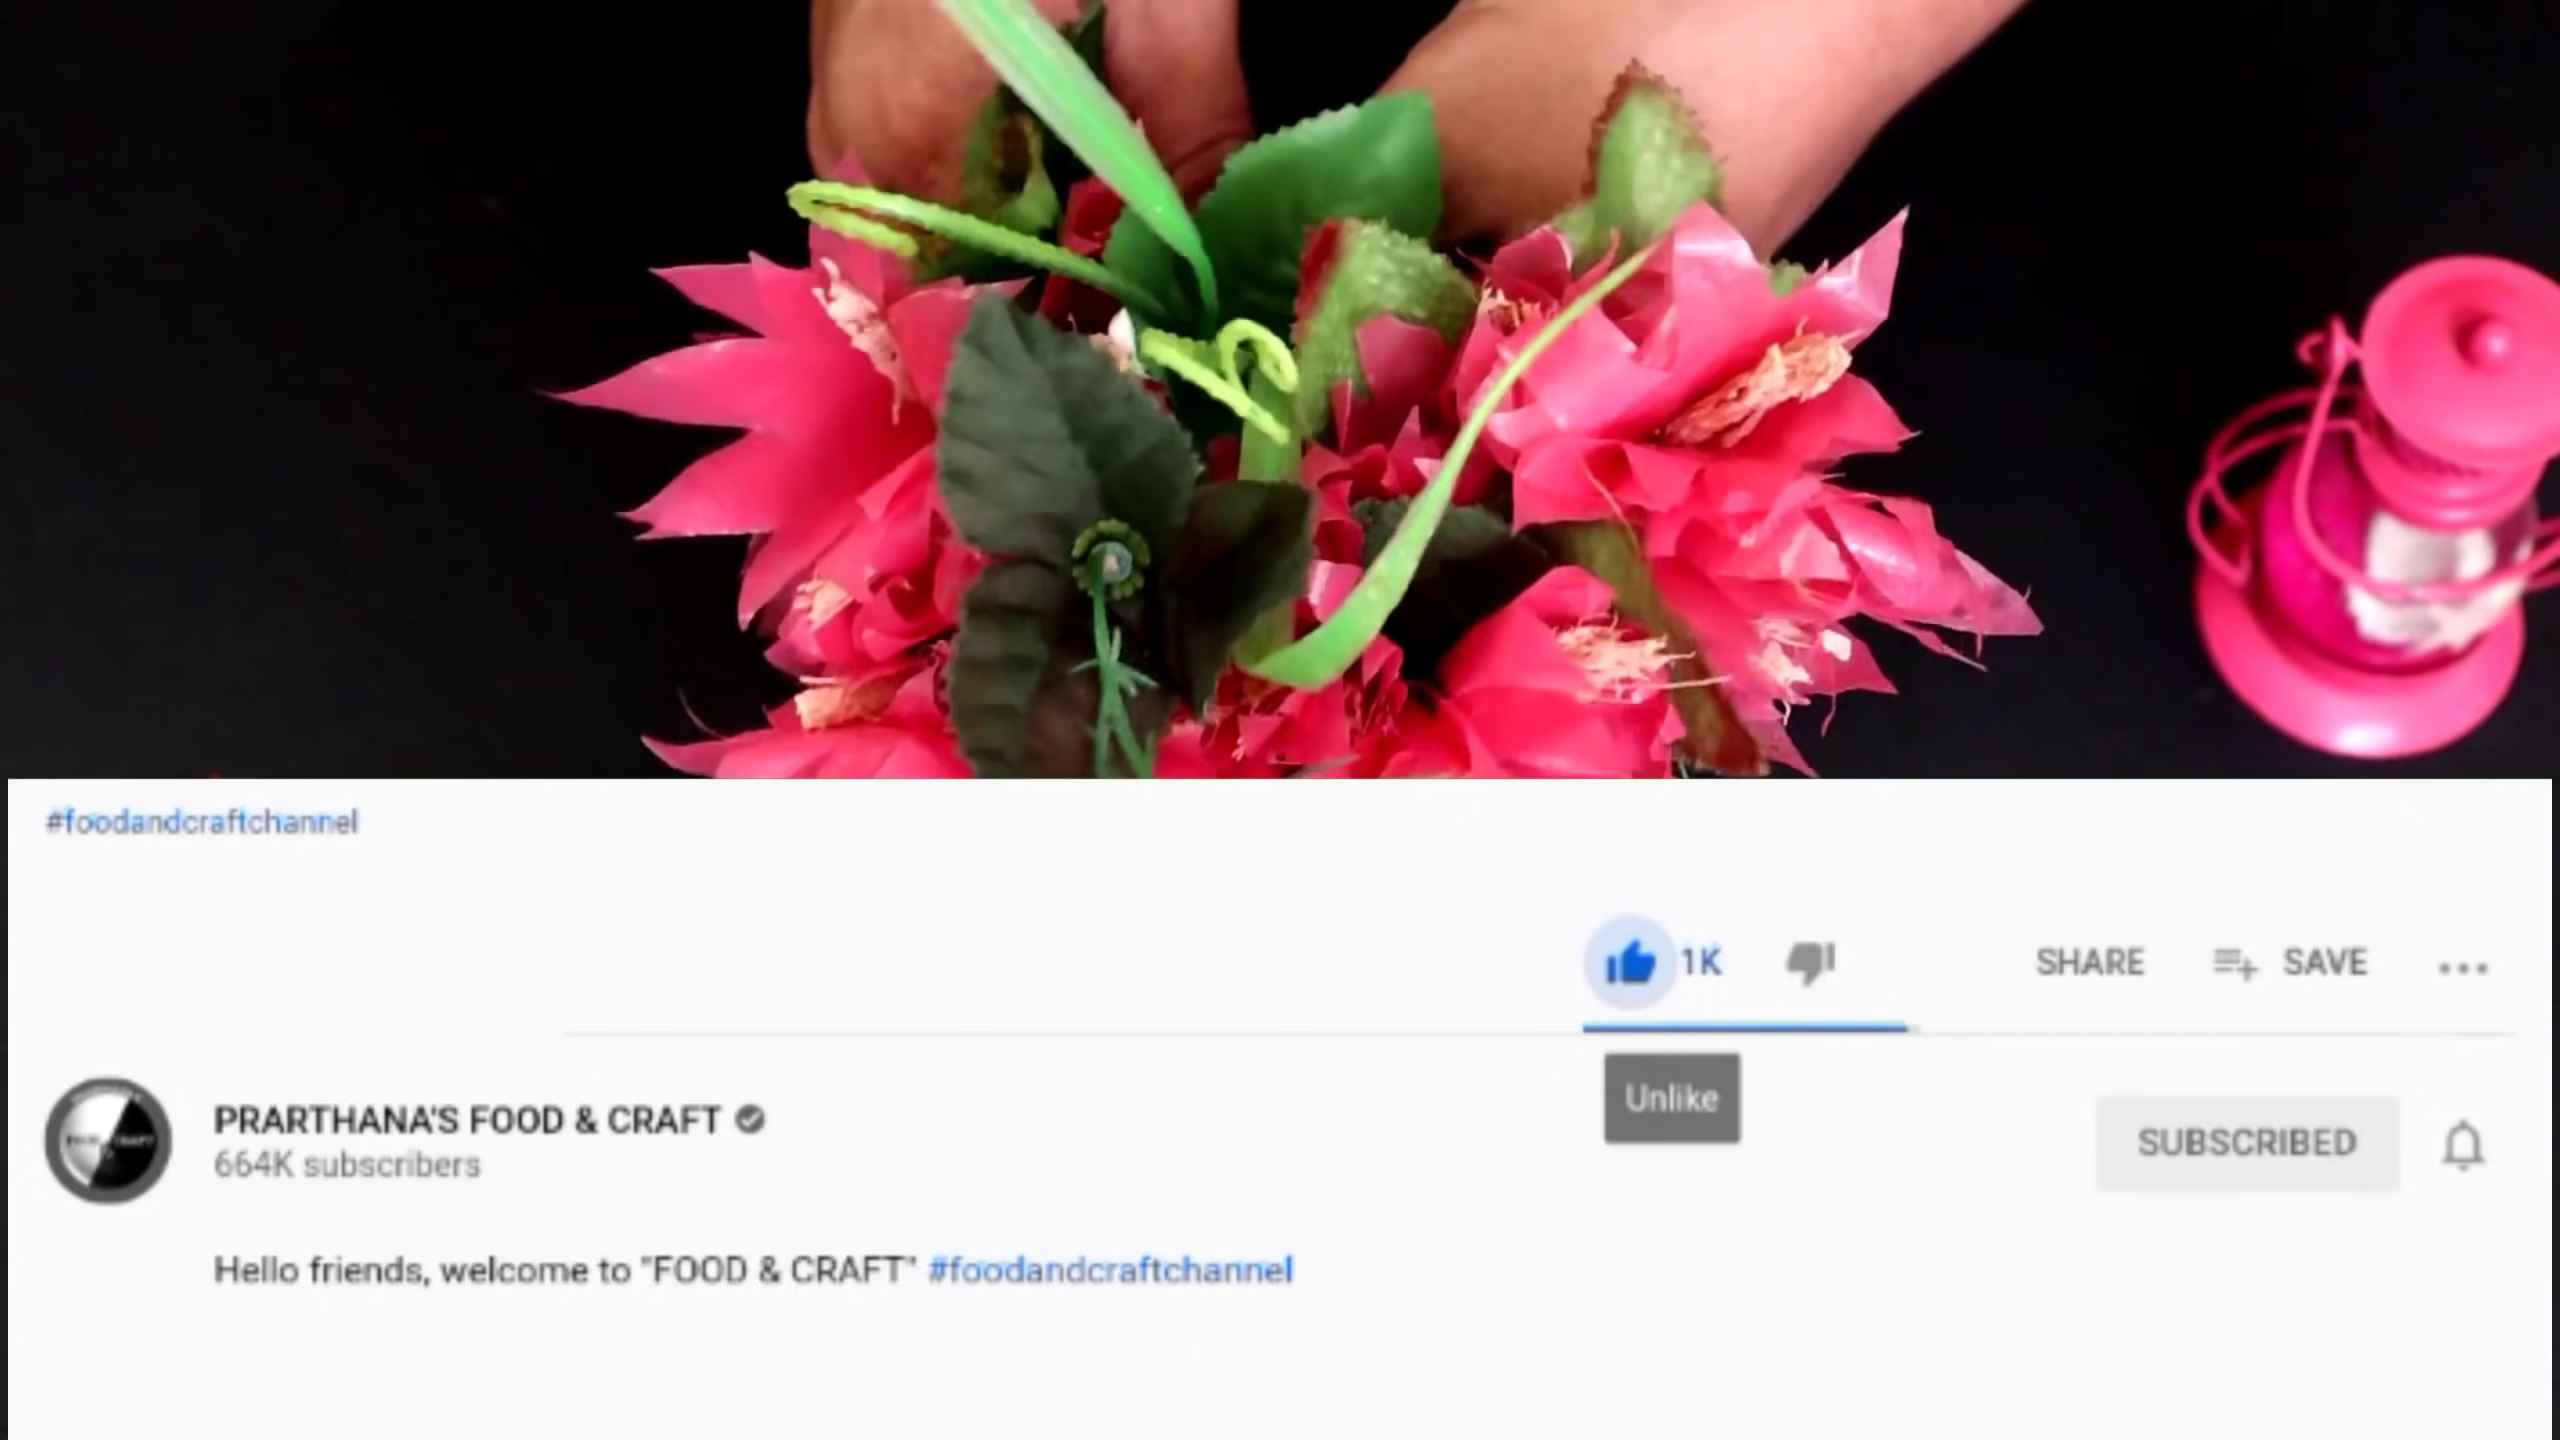 #foodandcraftchannel
1K
SHARE
SAVE
Unlike
PRARTHANA'S FOOD & CRAFT
664K subscribers
SUBSCRIBED
Hello friends, welcome to "FOOD & CRAFT" #foodandcraftchannel